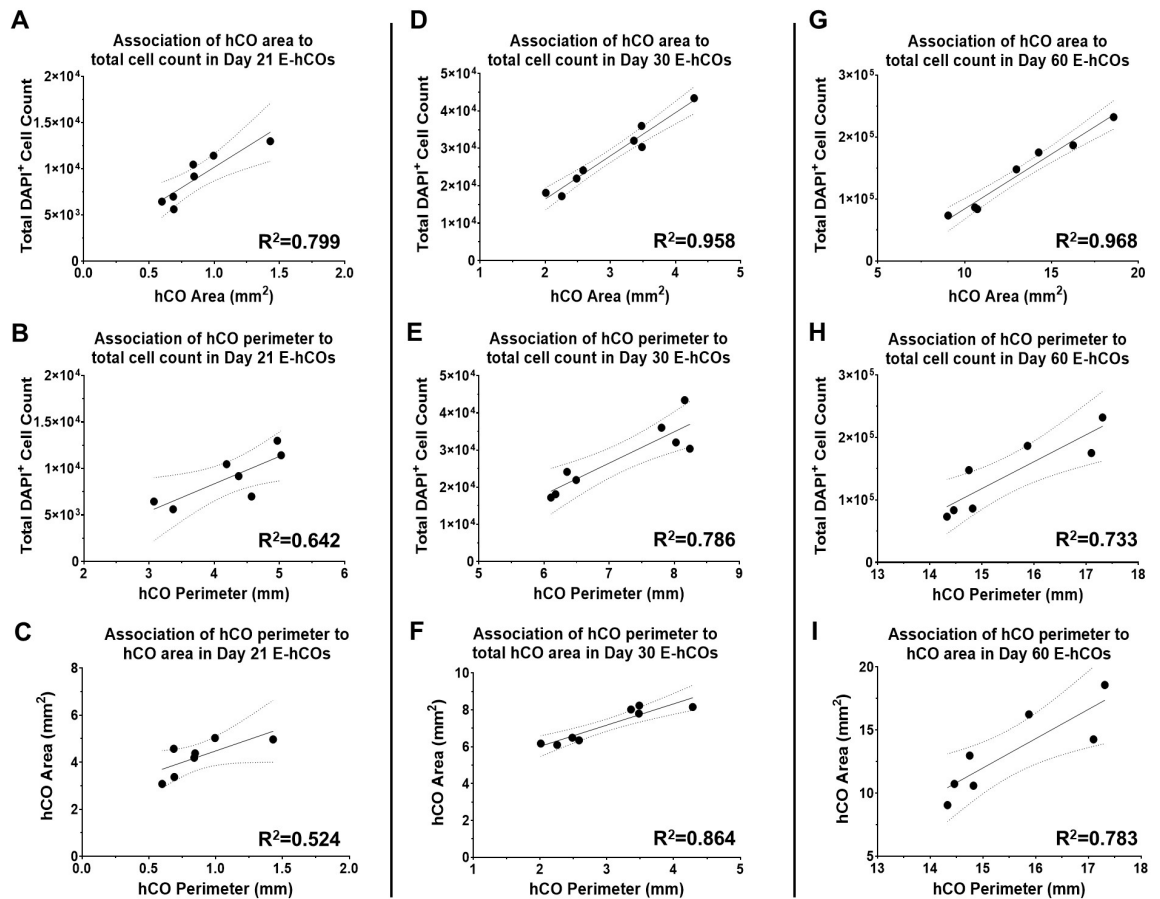 A
Association of hCO area to
total cell count in Day 21 E-hCOs
Total DAPI⁺ Cell Count
2×10⁴
1×10⁴
1×10⁴
5×10³
0
0.0 0.5 1.0 1.5 2.0
R²=0.799
hCO Area (mm²)
B
Association of hCO perimeter to
total cell count in Day 21 E-hCOs
Total DAPI⁺ Cell Count
2×10⁴
1×10⁴
1×10⁴
5×10³
0
2 3 4 5 6
R²=0.642
hCO Perimeter (mm)
C
Association of hCO perimeter to
hCO area in Day 21 E-hCOs
hCO Area (mm²)
8
6
4
2
0
0.0 0.5 1.0 1.5 2.0
R²=0.524
hCO Perimeter (mm)
D
Association of hCO area to
total cell count in Day 30 E-hCOs
Total DAPI⁺ Cell Count
5×10⁴
4×10⁴
3×10⁴
2×10⁴
1×10⁴
0
1 2 3 4 5
R²=0.958
hCO Area (mm²)
E
Association of hCO perimeter to
total cell count in Day 30 E-hCOs
Total DAPI⁺ Cell Count
5×10⁴
4×10⁴
3×10⁴
2×10⁴
1×10⁴
0
5 6 7 8 9
R²=0.786
hCO Perimeter (mm)
F
Association of hCO perimeter to
total hCO area in Day 30 E-hCOs
hCO Area (mm²)
10
8
6
4
2
0
1 2 3 4 5
R²=0.864
hCO Perimeter (mm)
G
Association of hCO area to
total cell count in Day 60 E-hCOs
Total DAPI⁺ Cell Count
3×10⁵
2×10⁵
1×10⁵
0
5 10 15 20
R²=0.968
hCO Area (mm²)
H
Association of hCO perimeter to
total cell count in Day 60 E-hCOs
Total DAPI⁺ Cell Count
3×10⁵
2×10⁵
1×10⁵
0
13 14 15 16 17 18
R²=0.733
hCO Perimeter (mm)
I
Association of hCO perimeter to
hCO area in Day 60 E-hCOs
hCO Area (mm²)
20
15
10
5
13 14 15 16 17 18
R²=0.783
hCO Perimeter (mm)